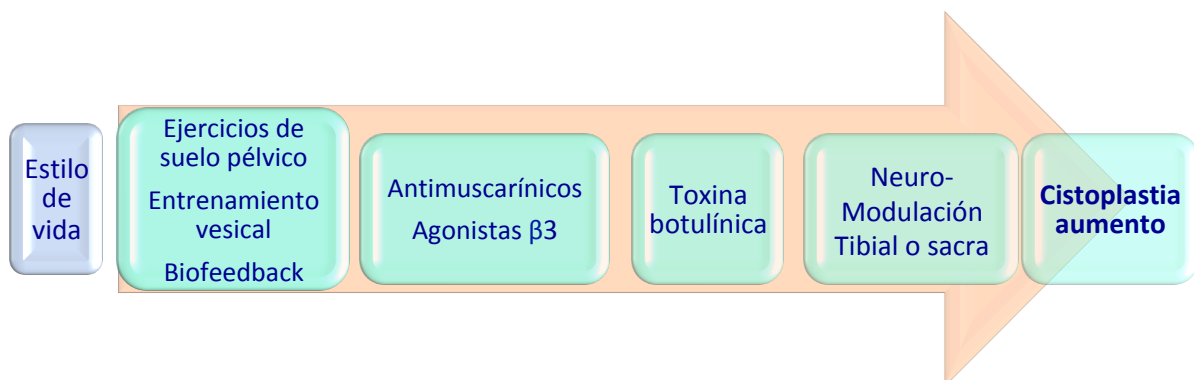 Estilo
de
vida
Ejercicios de
suelo pélvico
Entrenamiento
vesical
Biofeedback
Antimuscarínicos
Agonistas β3
Toxina
botulínica
Neuro-
Modulación
Tibial o sacra
Cistoplastia
aumento